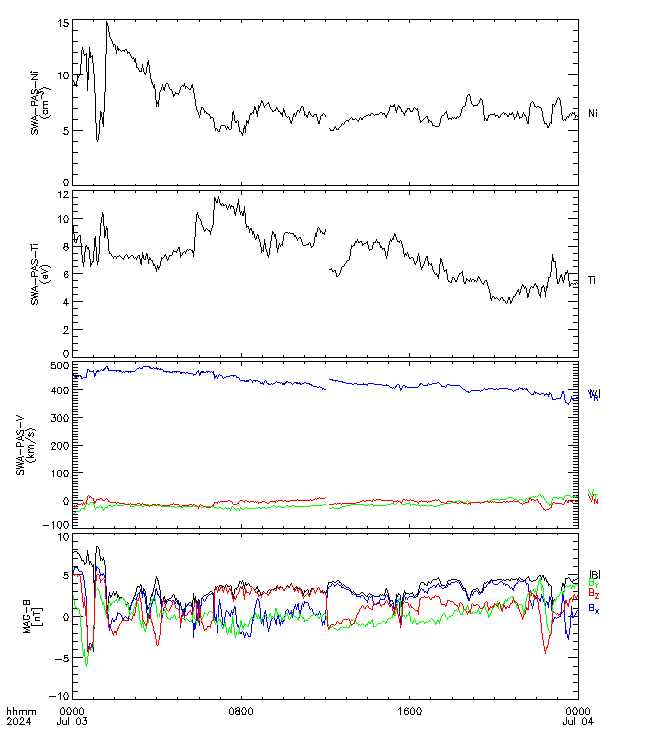 15
10
5
0
SWA-PAS-Ni
(cm-3)
Ni
12
10
8
6
4
2
0
SWA-PAS-Ti
(eV)
Ti
500
400
300
200
100
0
-100
SWA-PAS-V
(km/s)
|V|
VN
10
5
0
-5
-10
MAG-B
[nT]
|B|
BY
BZ
BX
hhmm 0000 0800 1600 0000
2024 Jul 03 Jul 04